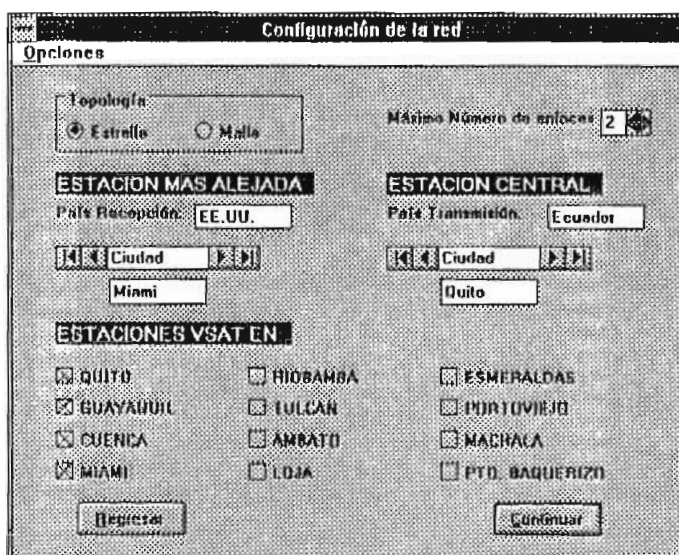 Configuración de la red
Opciones
Topología
Estrella
Malla
Máximo Número de enlaces
2
ESTACION MAS ALEJADA
ESTACION CENTRAL
País Recepción:
EE.UU.
País Transmisión:
Ecuador
Ciudad
Ciudad
Miami
Quito
ESTACIONES VSAT EN
QUITO
RIOBAMBA
ESMERALDAS
GUAYAQUIL
TULCAN
PORTOVIEJO
CUENCA
AMBATO
MACHALA
MIAMI
LOJA
PTO. BAQUERIZO
Regresar
Continuar